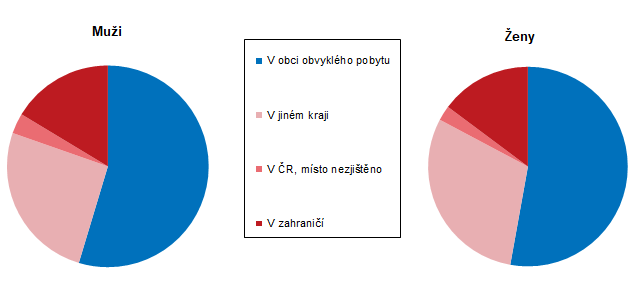 Muži
Ženy
V obci obvyklého pobytu
V jiném kraji
V ČR, místo nezjištěno
V zahraničí